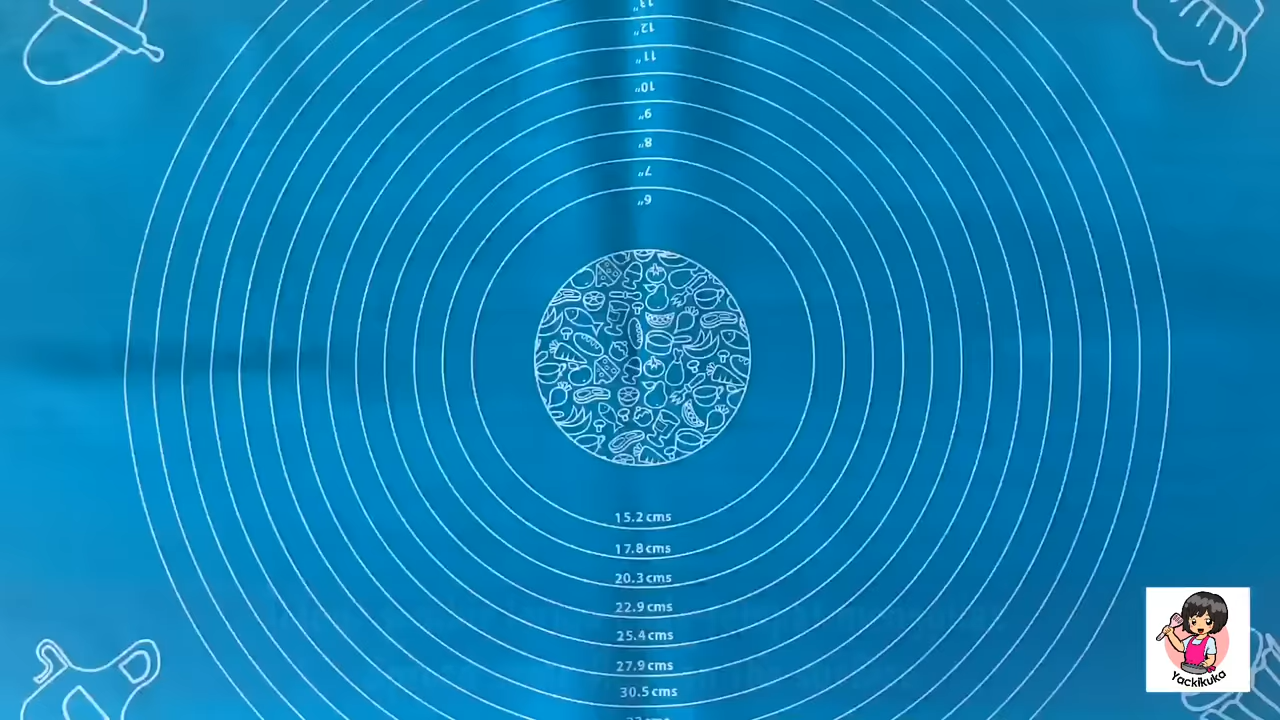 13"
12"
11"
10"
9"
8"
7"
6"
15.2 cms
17.8 cms
20.3 cms
22.9 cms
25.4 cms
27.9 cms
30.5 cms
Yackikuka